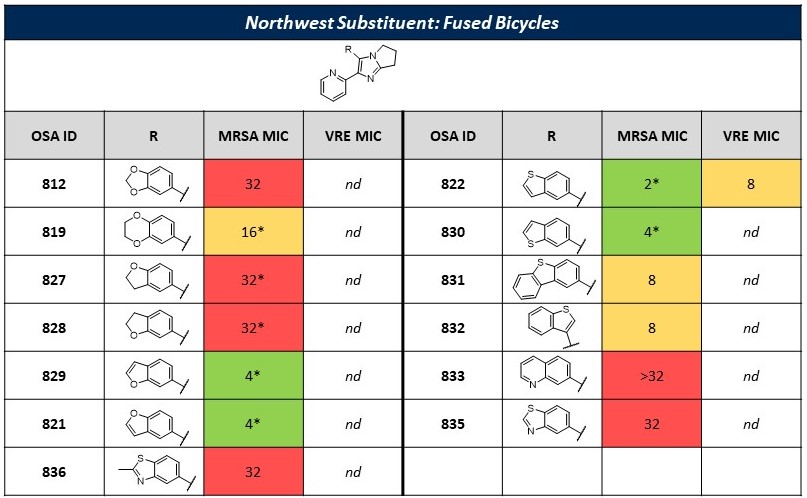 Northwest Substituent: Fused Bicycles
R
N
N
N
OSA ID R MRSA MIC VRE MIC OSA ID R MRSA MIC VRE MIC
812 O O 32 nd 822 S 2* 8
819 O O 16* nd 830 S 4* nd
827 O 32* nd 831 S 8 nd
828 O 32* nd 832 S 8 nd
829 O 4* nd 833 N >32 nd
821 O 4* nd 835 S N 32 nd
836 S N 32 nd